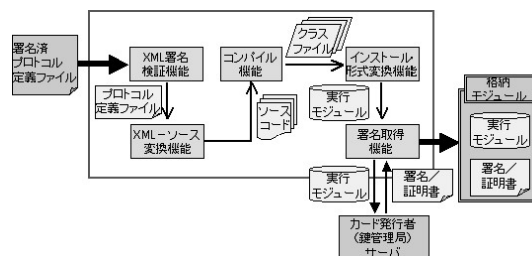 署名済
プロトコル
定義ファイル
XML署名
検証機能
プロトコル
定義ファイル
XML－ソース
変換機能
コンパイル
機能
ソース
コード
クラス
ファイル
インストール
形式変換機能
実行
モジュール
署名取得
機能
実行
モジュール
署名／
証明書
カード発行者
（鍵管理局）
サーバ
格納
モジュール
実行
モジュール
署名／
証明書